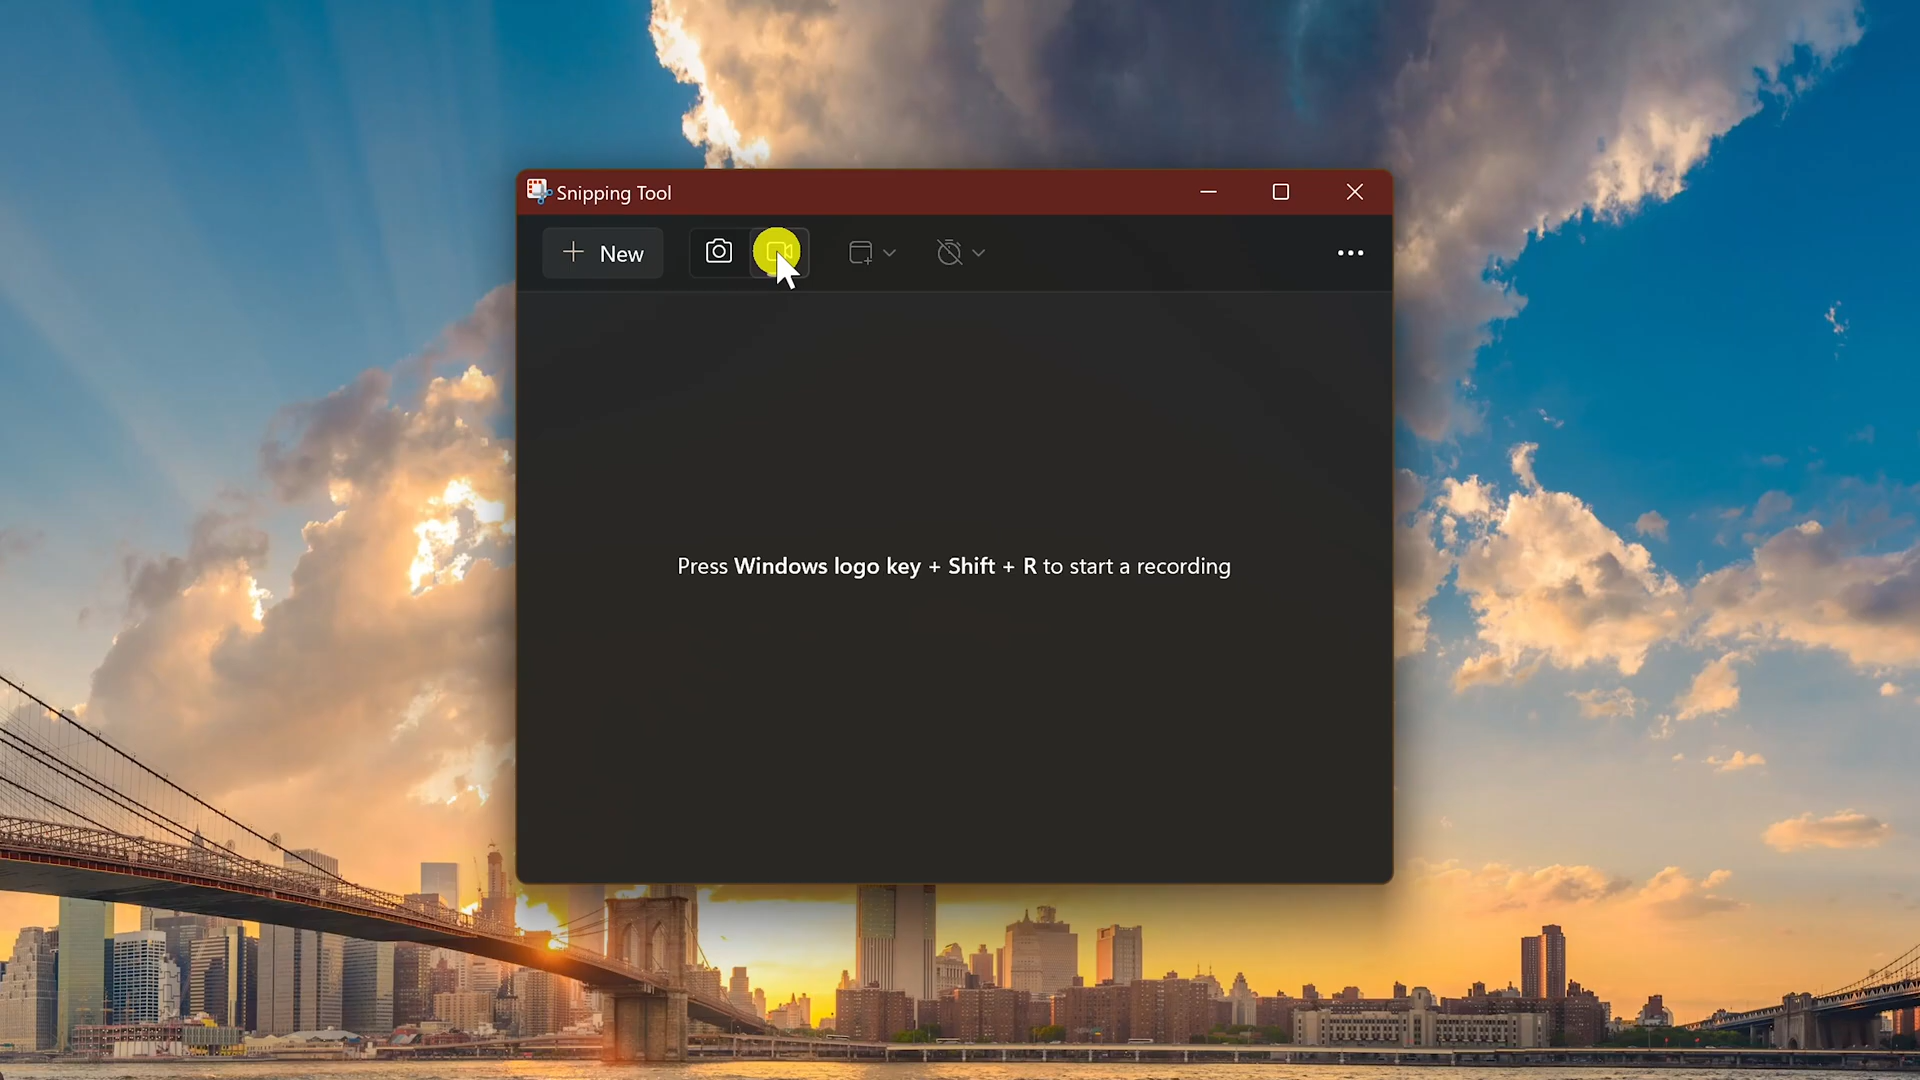 Snipping Tool
New
Press Windows logo key + Shift + R to start a recording